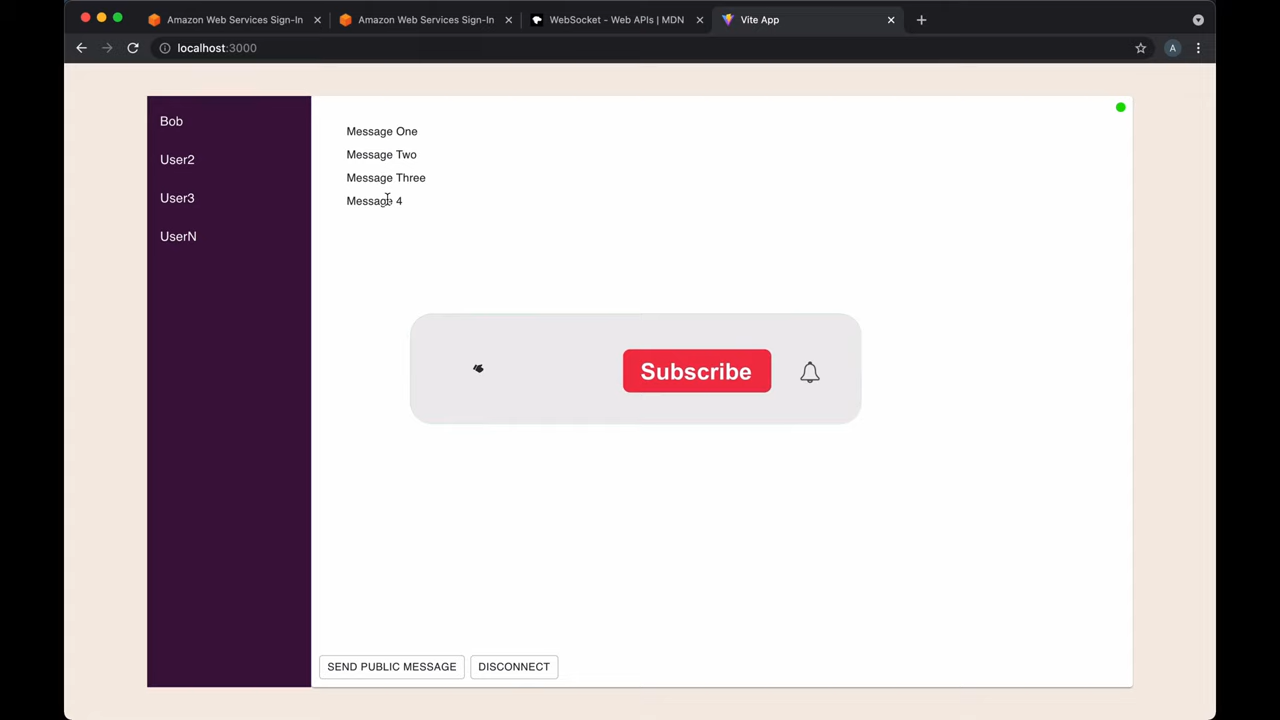 Amazon Web Services Sign-In
Amazon Web Services Sign-In
WebSocket - Web APIs | MDN
Vite App
localhost:3000
A
Bob
User2
User3
UserN
Message One
Message Two
Message Three
Message 4
Subscribe
SEND PUBLIC MESSAGE
DISCONNECT